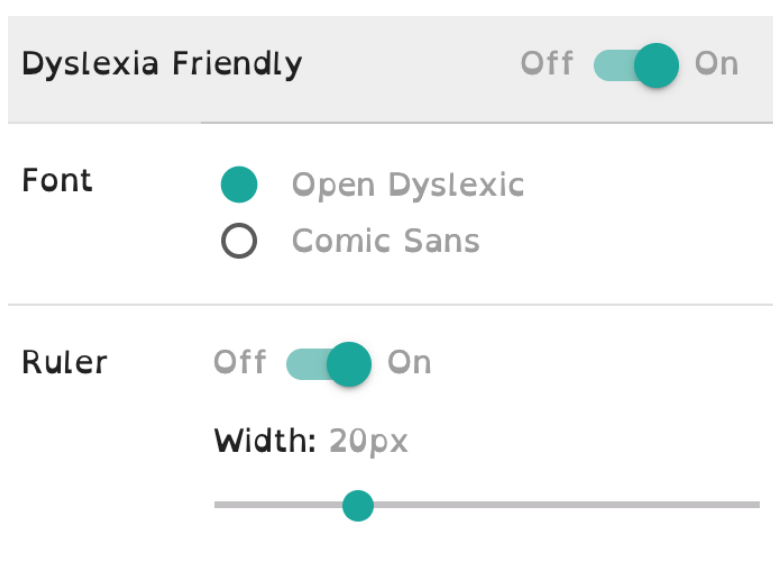 Dyslexia Friendly Off On
Font Open Dyslexic
Comic Sans
Ruler Off On
Width: 20px